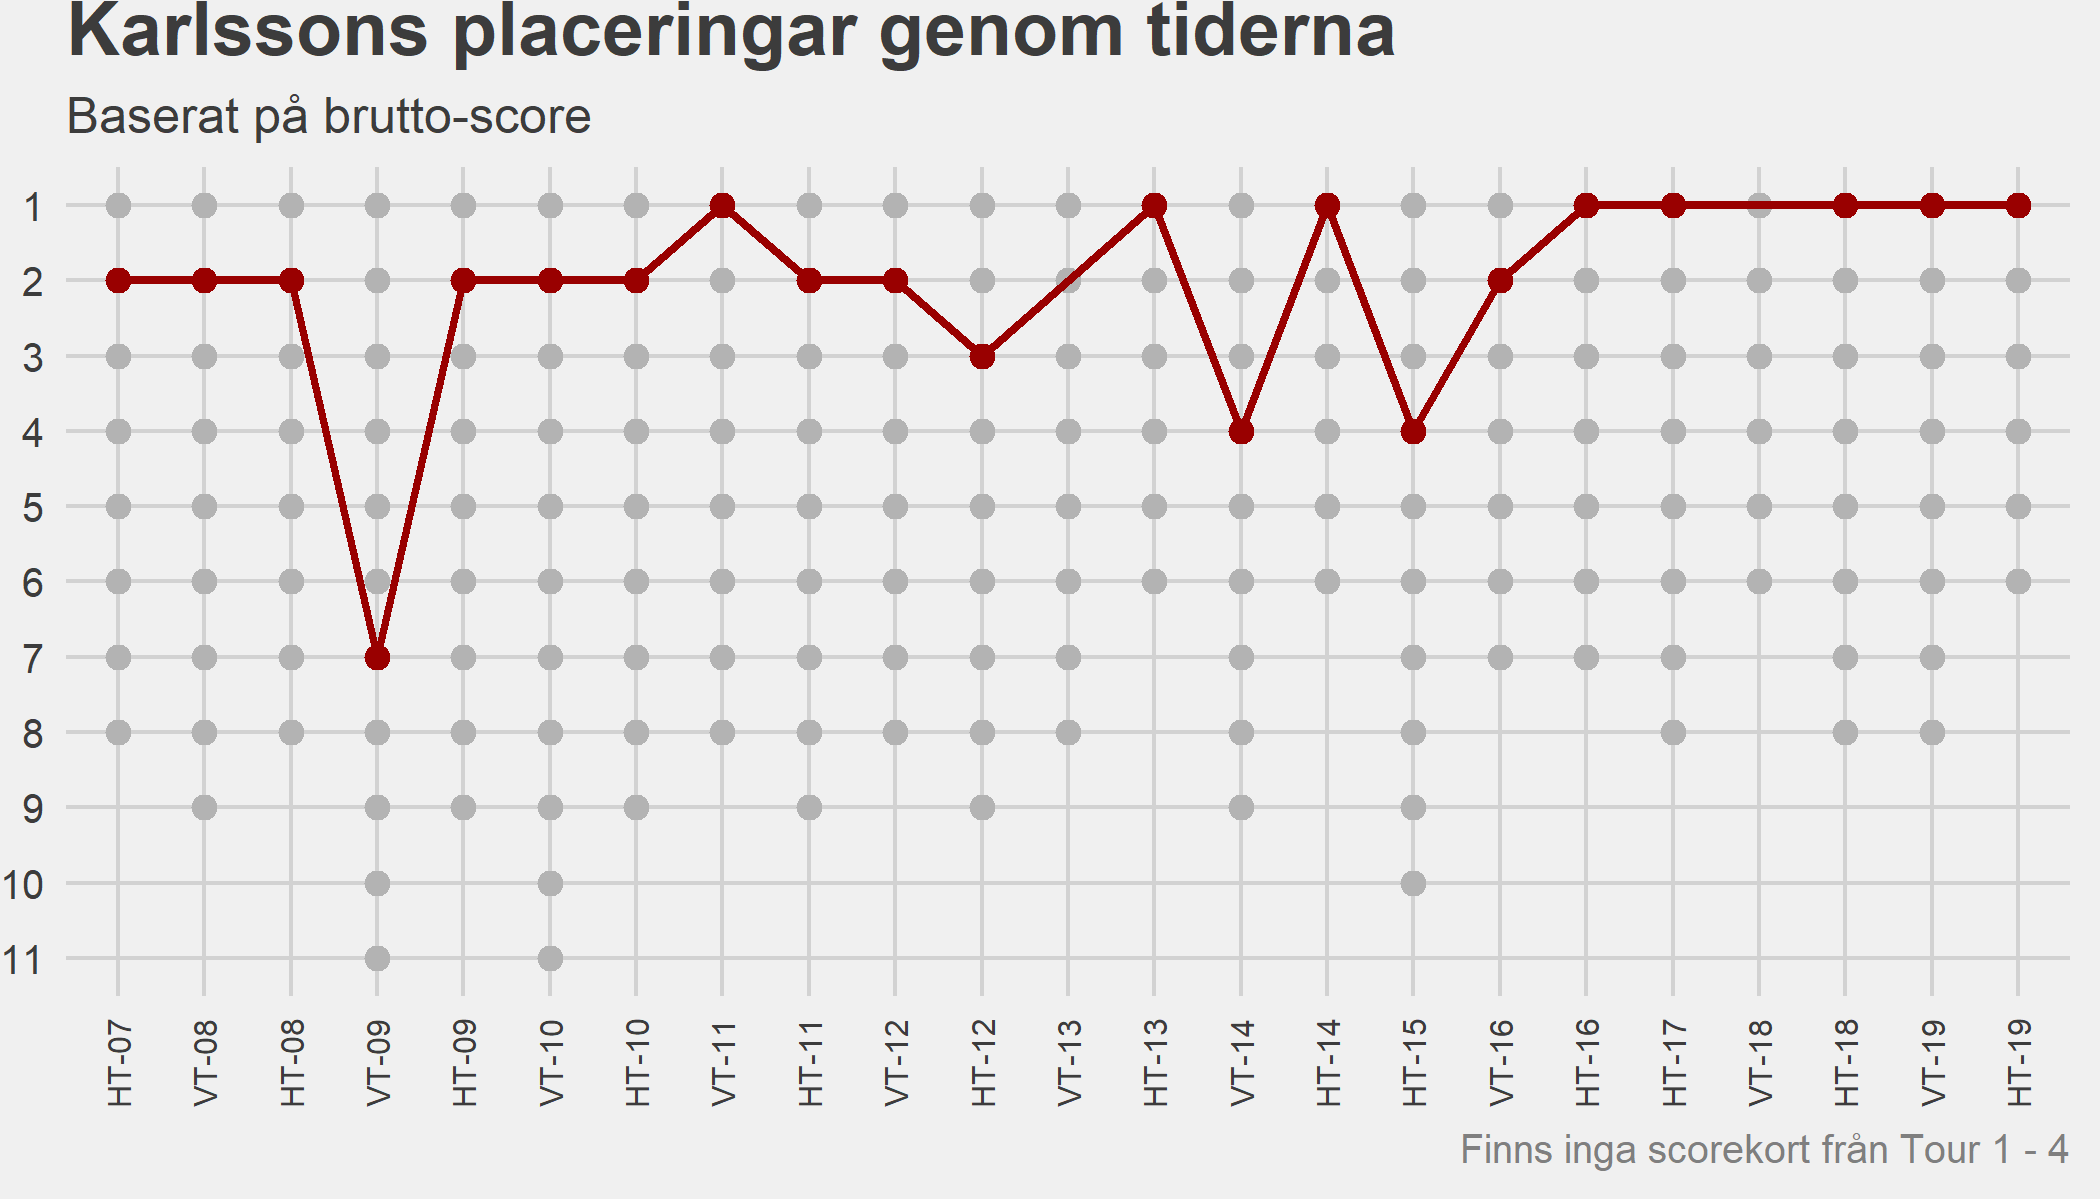 Karlssons placeringar genom tiderna
Baserat på brutto-score
1
2
3
4
5
6
7
8
9
10
11
HT-07 VT-08 HT-08 VT-09 HT-09 VT-10 HT-10 VT-11 HT-11 VT-12 HT-12 VT-13 HT-13 VT-14 HT-14 HT-15 VT-16 HT-16 HT-17 VT-18 HT-18 VT-19 HT-19
Finns inga scorekort från Tour 1 - 4